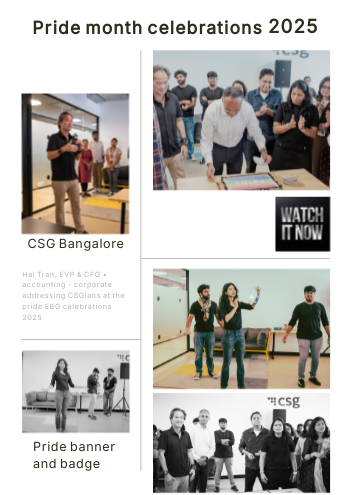 Pride month celebrations 2025
csg
WATCH
IT NOW
CSG Bangalore
Hai Tran, EVP & CFO •
accounting - corporate
addressing CSGians at the
pride EBG celebrations
2025
csg
Pride banner
and badge